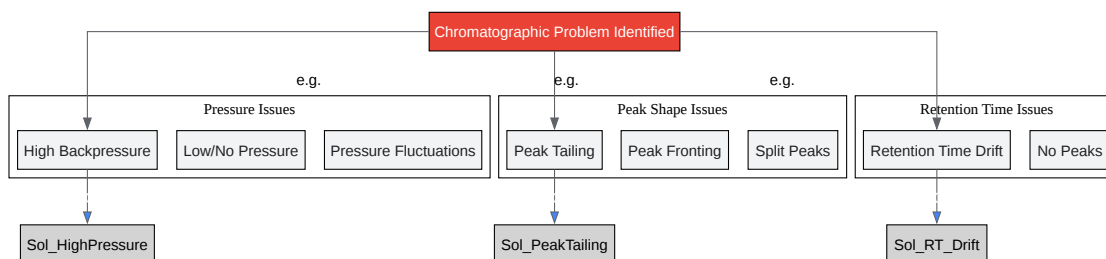 Chromatographic Problem Identified
e.g.
e.g.
e.g.
Pressure Issues
Peak Shape Issues
Retention Time Issues
High Backpressure
Low/No Pressure
Pressure Fluctuations
Peak Tailing
Peak Fronting
Split Peaks
Retention Time Drift
No Peaks
Sol_HighPressure
Sol_PeakTailing
Sol_RT_Drift